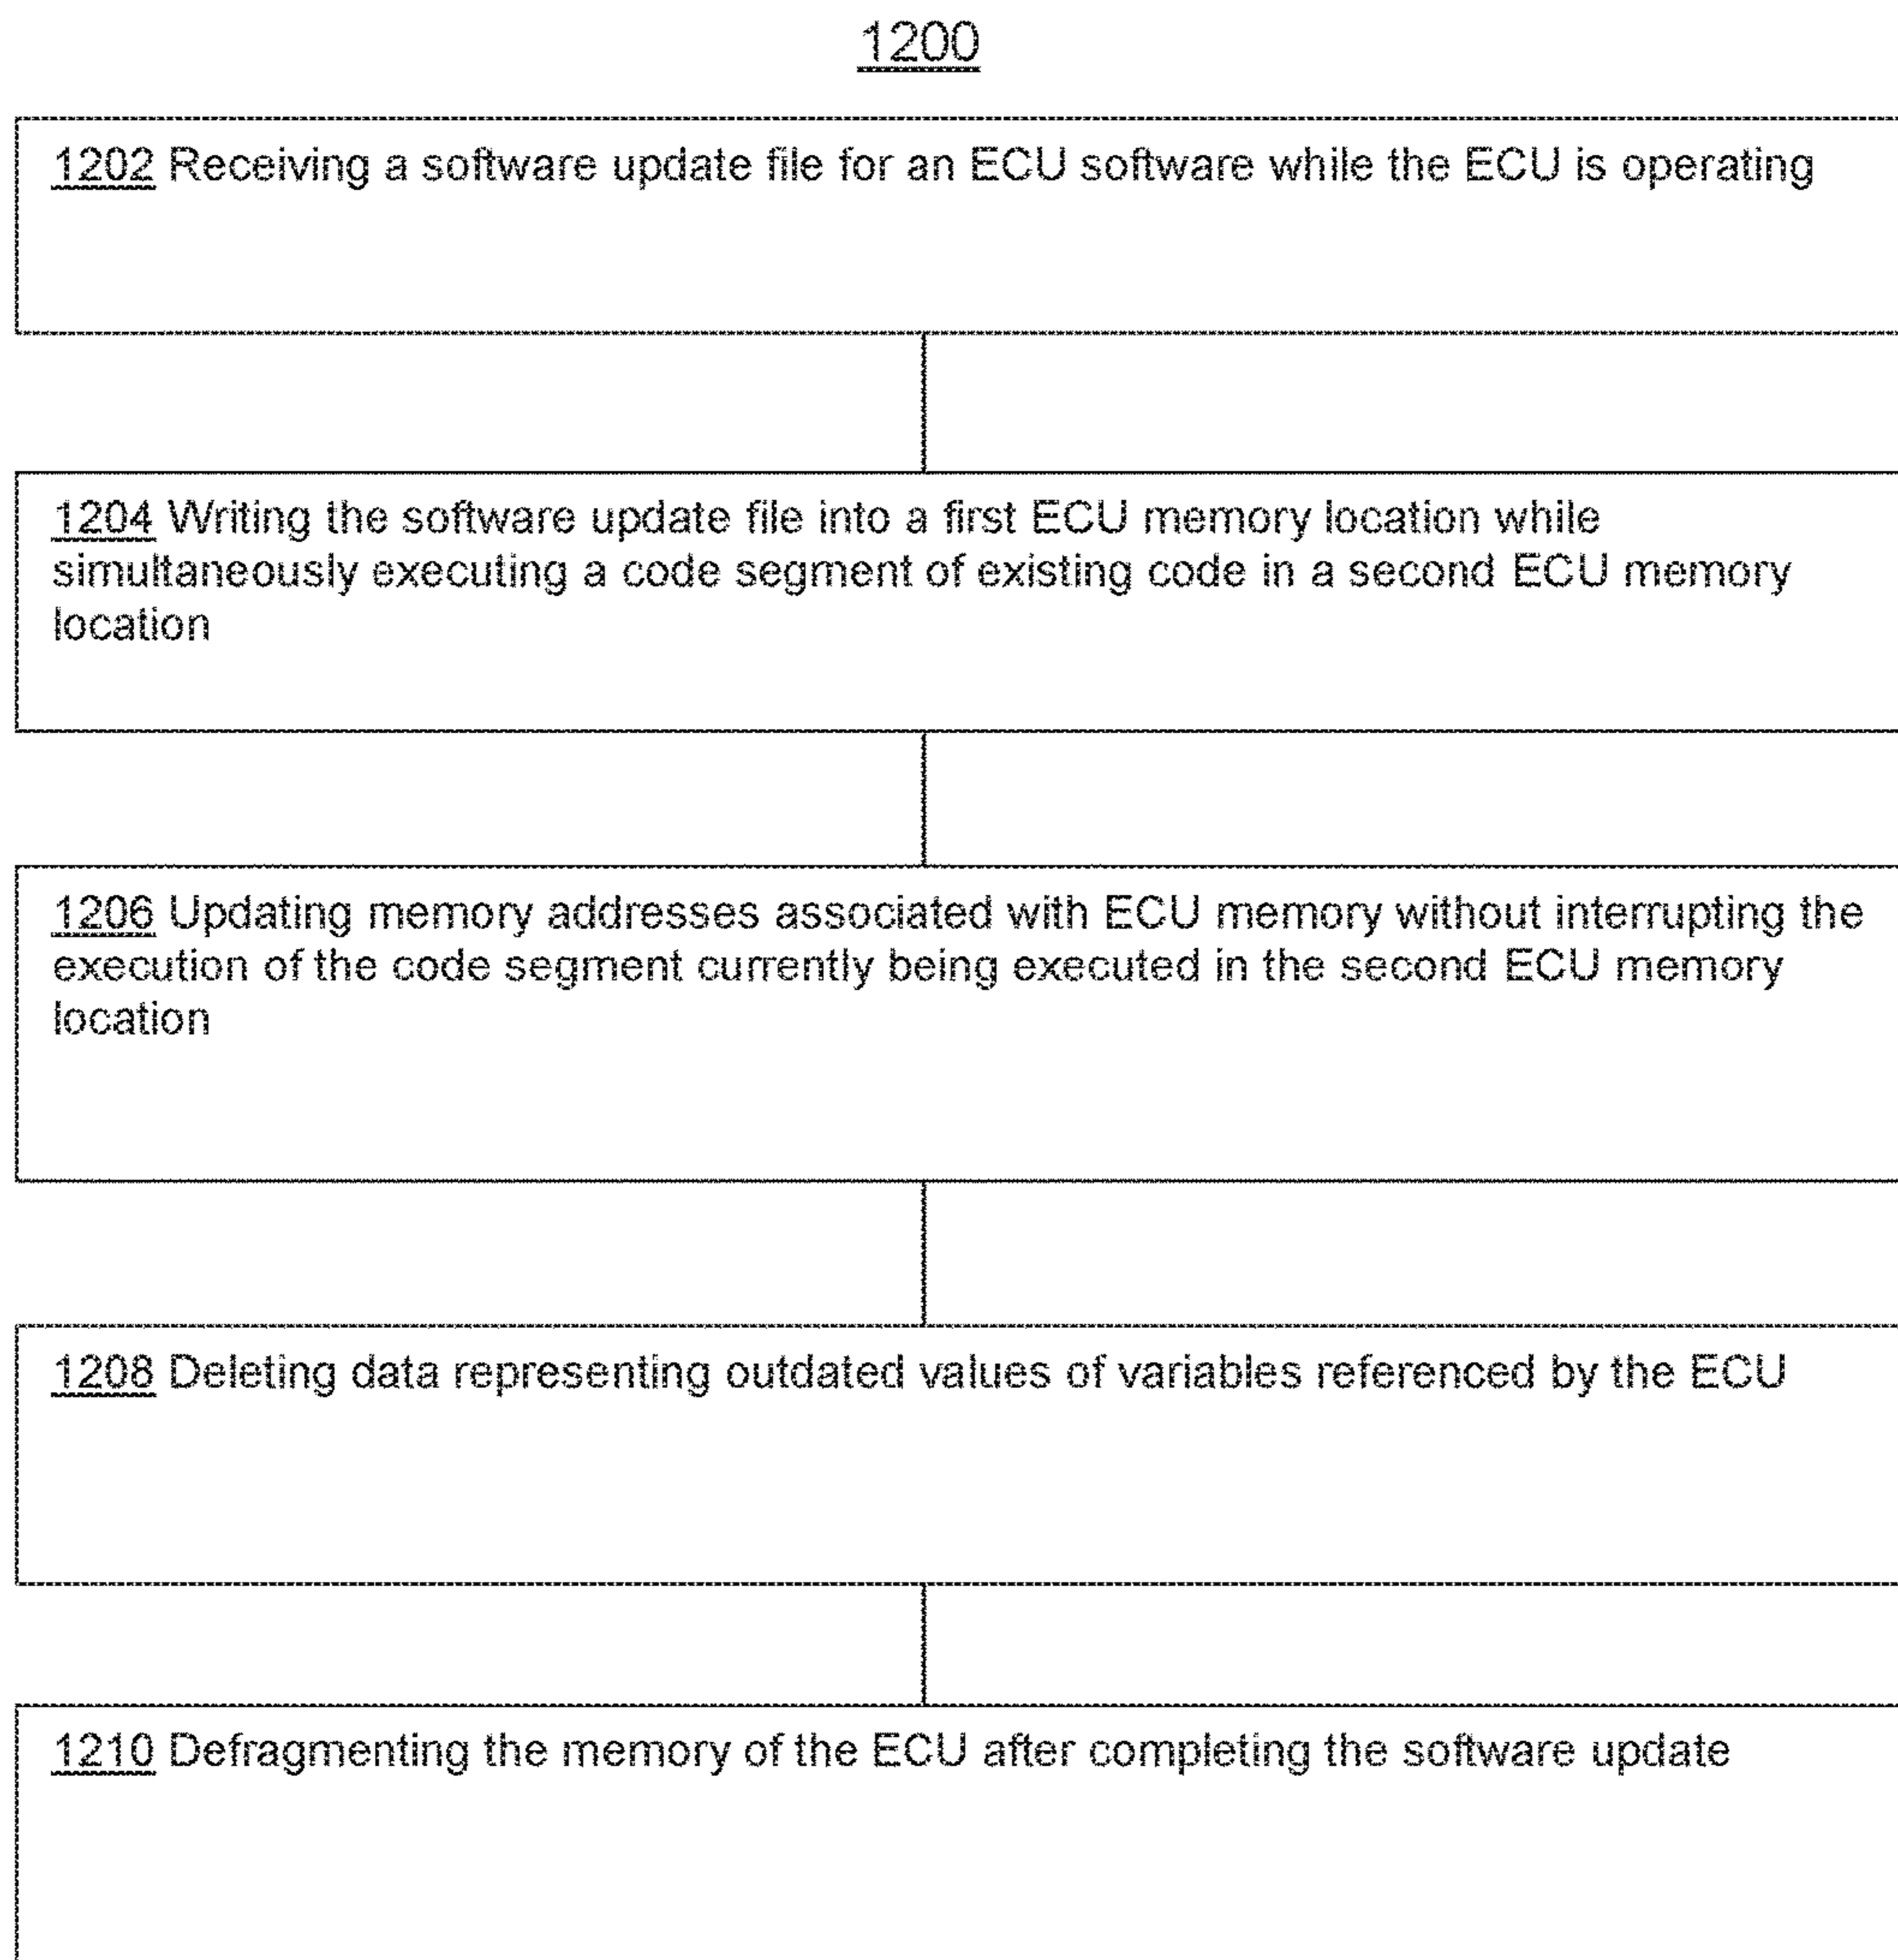 1200
1202 Receiving a software update file for an ECU software while the ECU is operating
1204 Writing the software update file into a first ECU memory location while
simultaneously executing a code segment of existing code in a second ECU memory
location
1206 Updating memory addresses associated with ECU memory without interrupting the
execution of the code segment currently being executed in the second ECU memory
location
1208 Deleting data representing outdated values of variables referenced by the ECU
1210 Defragmenting the memory of the ECU after completing the software update